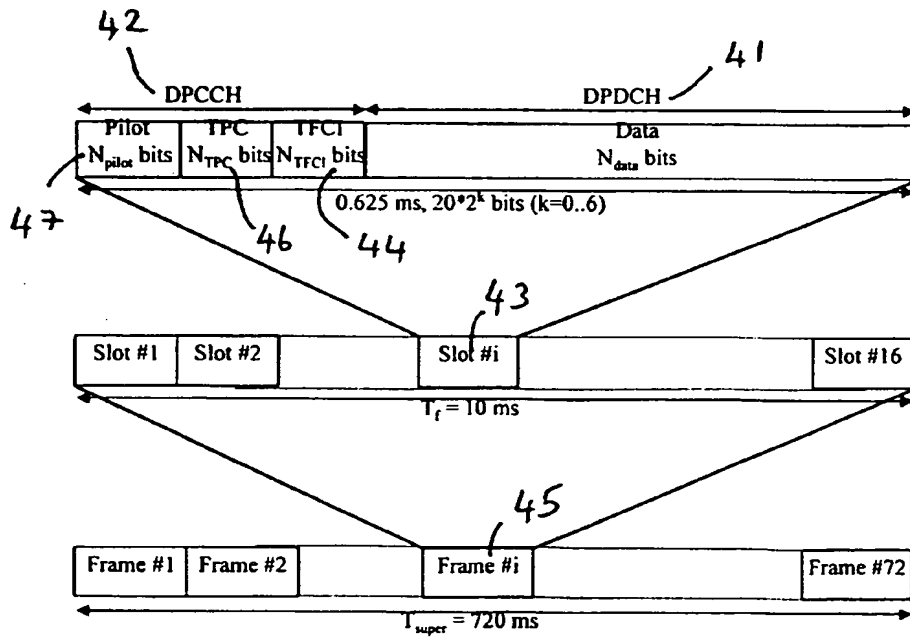 42
41
DPCCH
DPDCH
Pilot
N_pilot bits
TPC
N_TPC bits
TFCI
N_TFCI bits
Data
N_data bits
0.625 ms, 20*2^k bits (k=0..6)
47
46
44
43
Slot #1
Slot #2
Slot #i
Slot #16
T_f = 10 ms
45
Frame #1
Frame #2
Frame #i
Frame #72
T_super = 720 ms